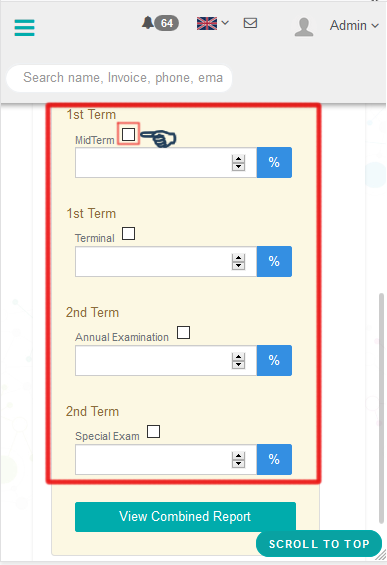 64
Admin
Search name, Invoice, phone, ema
1st Term
MidTerm
%
1st Term
Terminal
%
2nd Term
Annual Examination
%
2nd Term
Special Exam
%
View Combined Report
SCROLL TO TOP